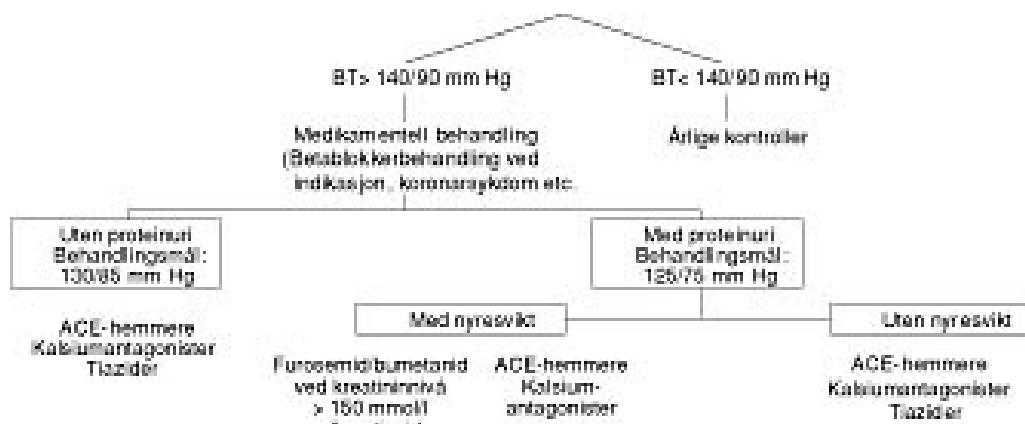 BT> 140/90 mm Hg
BT< 140/90 mm Hg
Medikamentell behandling
(Betablokkerbehandling ved
indikasjon, koronarsykdom etc.
Årlige kontroller
Uten proteinuri
Behandlingsmål:
130/85 mm Hg
Med proteinuri
Behandlingsmål:
125/75 mm Hg
ACE-hemmere
Kalsiumantagonister
Tiazider
Med nyresvikt
Uten nyresvikt
Furosemid/bumetanid
ved kreatininnivå
> 150 mmol/l
ACE-hemmere
Kalsium-
antagonister
ACE-hemmere
Kalsiumantagonister
Tiazider